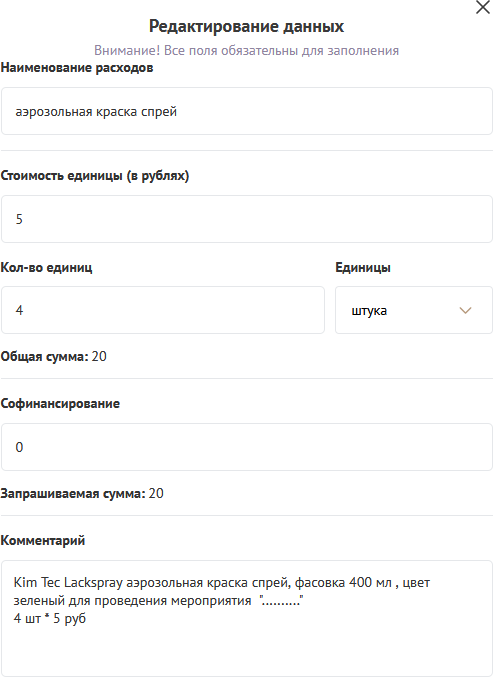 Редактирование данных
Внимание! Все поля обязательны для заполнения
Наименование расходов
аэрозольная краска спрей
Стоимость единицы (в рублях)
5
Кол-во единиц
Единицы
4
штука
Общая сумма: 20
Софинансирование
0
Запрашиваемая сумма: 20
Комментарий
Kim Tec Lackspray аэрозольная краска спрей, фасовка 400 мл , цвет
зеленый для проведения мероприятия  ".........."
4 шт * 5 руб